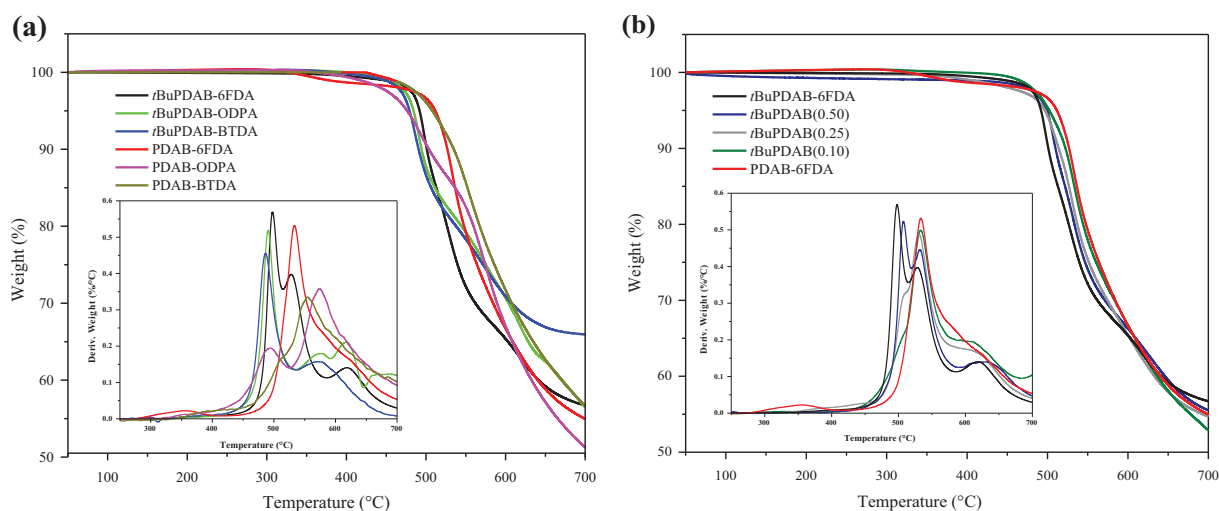 (a)
100
90
80
70
60
50
Weight (%)
tBuPDAB-6FDA
tBuPDAB-ODPA
tBuPDAB-BTDA
PDAB-6FDA
PDAB-ODPA
PDAB-BTDA
0.6
0.5
0.4
0.3
0.2
0.1
0.0
Deriv. Weight (%/°C)
300 400 500 600 700
Temperature (°C)
100 200 300 400 500 600 700
Temperature (°C)
(b)
100
90
80
70
60
50
Weight (%)
tBuPDAB-6FDA
tBuPDAB(0.50)
tBuPDAB(0.25)
tBuPDAB(0.10)
PDAB-6FDA
0.6
0.5
0.4
0.3
0.2
0.1
0.0
Deriv. Weight (%/°C)
300 400 500 600 700
Temperature (°C)
100 200 300 400 500 600 700
Temperature (°C)